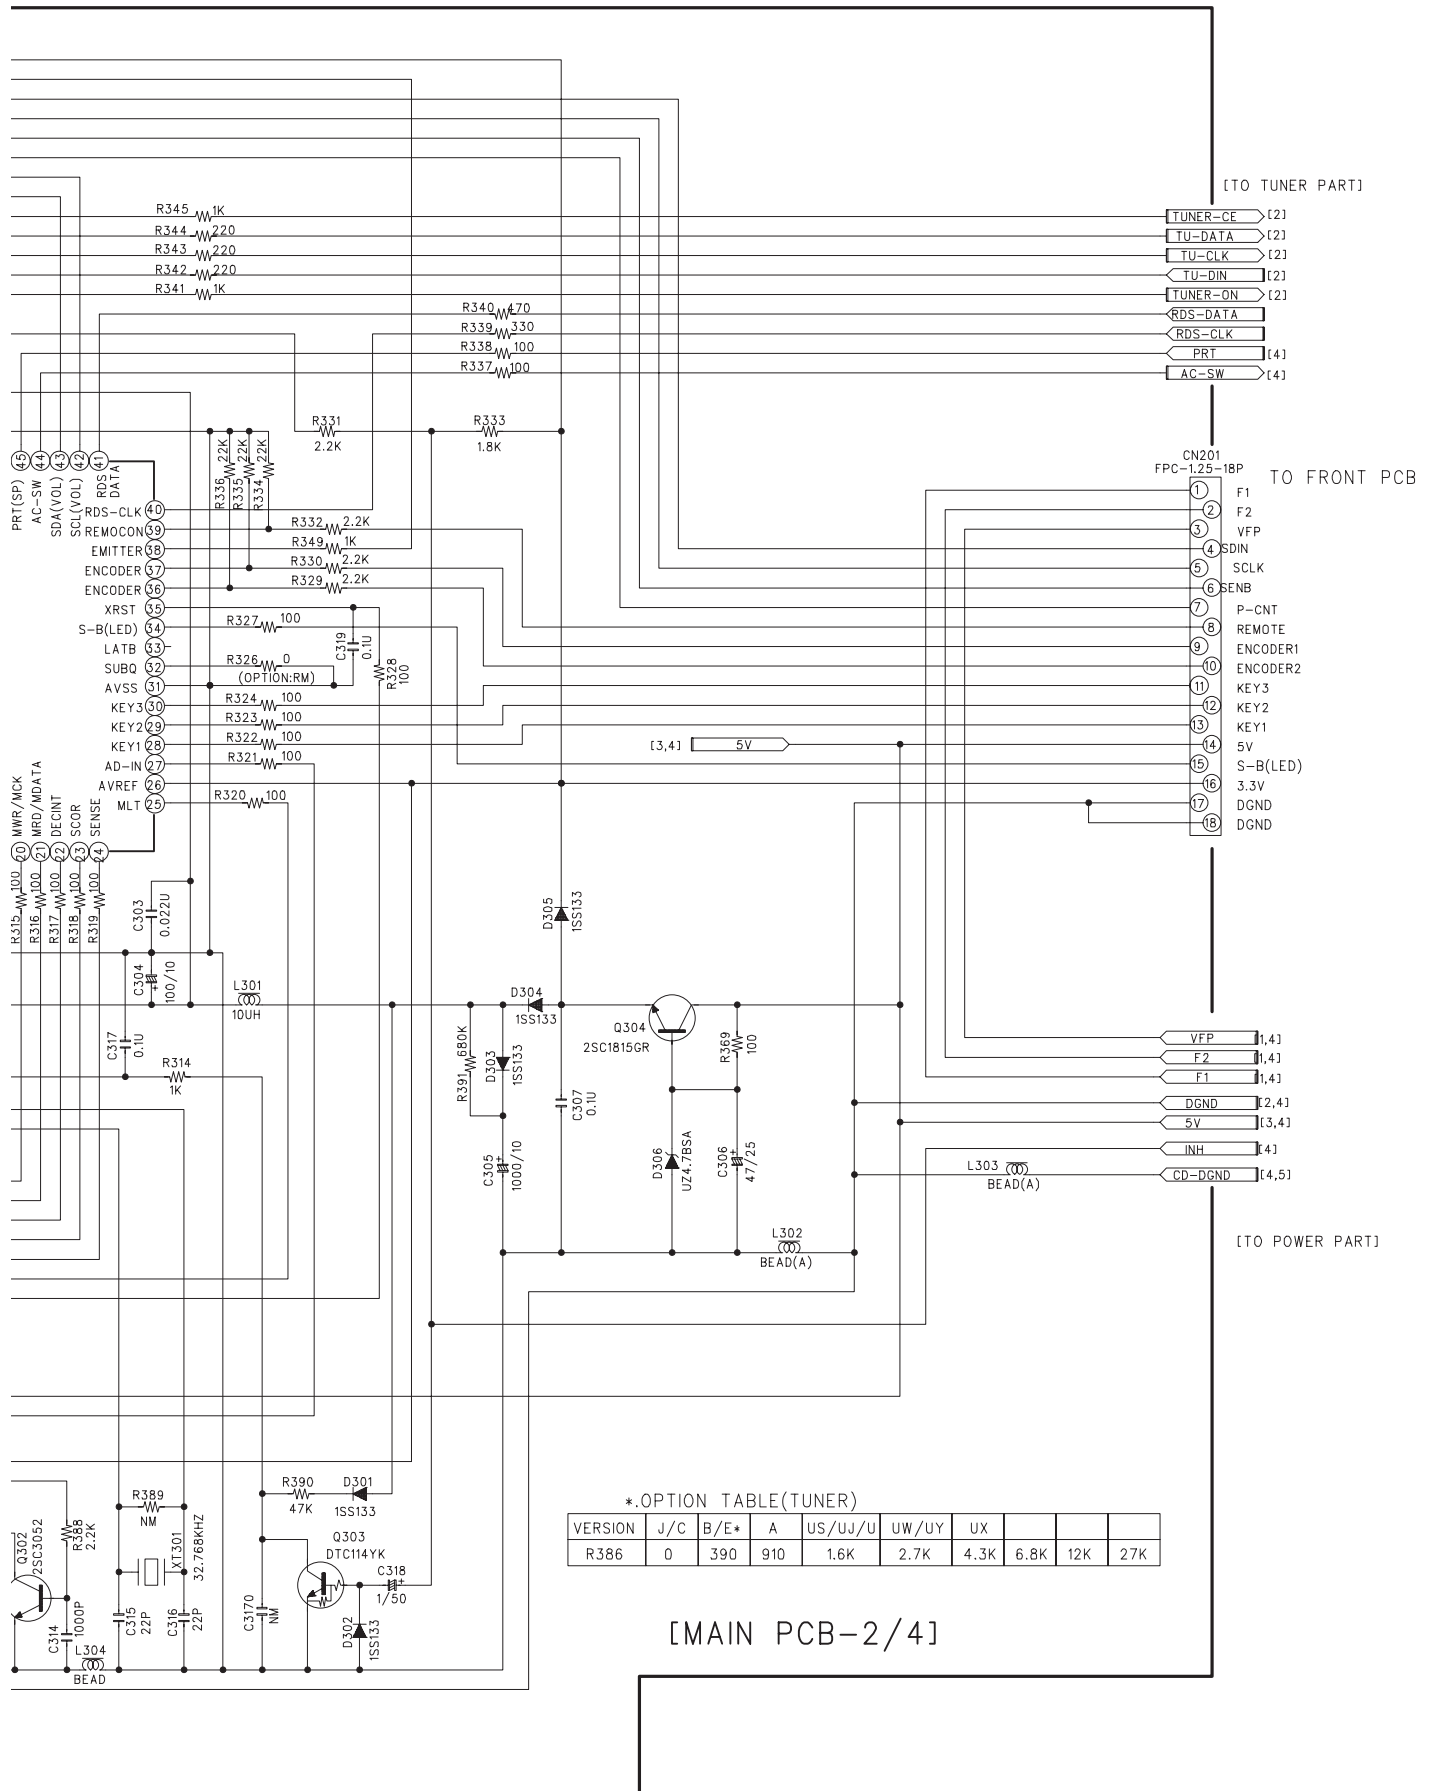 [TO TUNER PART]
R345 1K TUNER-CE [2]
R344 220 TU-DATA [2]
R343 220 TU-CLK [2]
R342 220 TU-DIN [2]
R341 1K TUNER-ON [2]
R340 470 RDS-DATA
R339 330 RDS-CLK
R338 100 PRT [4]
R337 100 AC-SW [4]
R331
2.2K
R333
1.8K
R336 22K
R335 22K
R334 22K
45 44 43 42 41
PRT(SP)
AC-SW
SDA(VOL)
SCL(VOL)
RDS
DATA
CN201
FPC-1.25-18P
TO FRONT PCB
RDS-CLK 40
REMOCON 39 R332 2.2K
EMITTER 38 R349 1K
ENCODER 37 R330 2.2K
ENCODER 36 R329 2.2K
XRST 35
S-B(LED) 34 R327 100
LATB 33
SUBQ 32 R326 0
(OPTION:RM)
AVSS 31
KEY3 30 R324 100
KEY2 29 R323 100
KEY1 28 R322 100
AD-IN 27 R321 100
AVREF 26
MLT 25 R320 100
C319
0.1U
R328
100
1 F1
2 F2
3 VFP
4 SDIN
5 SCLK
6 SENB
7 P-CNT
8 REMOTE
9 ENCODER1
10 ENCODER2
11 KEY3
12 KEY2
13 KEY1
14 5V
15 S-B(LED)
16 3.3V
17 DGND
18 DGND
[3,4] 5V
MWR/MCK
MRD/MDATA
DECINT
SCOR
SENSE
20 21 22 23 24
R315 100
R316 100
R317 100
R318 100
R319 100
C303
0.022U
C304
+
100/10
L301
10UH
C317
0.1U
R314
1K
D305
1SS133
D304
1SS133
R391 680K
D303
1SS133
C307
0.1U
C305
+
1000/10
Q304
2SC1815GR
R369
100
D306
UZ4.7BSA
C306
+
47/25
L302
BEAD(A)
L303
BEAD(A)
VFP [1,4]
F2 [1,4]
F1 [1,4]
DGND [2,4]
5V [3,4]
INH [4]
CD-DGND [4,5]
[TO POWER PART]
R390
47K
D301
1SS133
Q303
DTC114YK
C318
+
1/50
D302
1SS133
C3170
NM
R389
NM
XT301
32.768KHZ
C315
22P
C316
22P
Q302
2SC3052
R388
2.2K
C314
1000P
L304
BEAD
*.OPTION TABLE(TUNER)
VERSION J/C B/E* A US/UJ/U UW/UY UX
R386 0 390 910 1.6K 2.7K 4.3K 6.8K 12K 27K
[MAIN PCB-2/4]